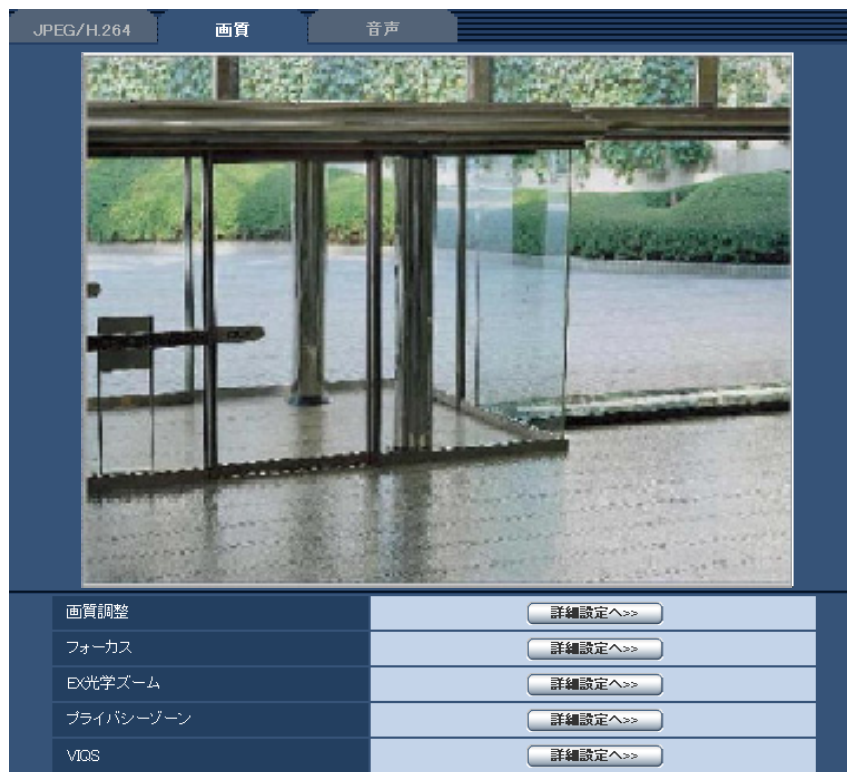 JPEG/H.264 画質 音声
画質調整 詳細設定へ>>
フォーカス 詳細設定へ>>
EX光学ズーム 詳細設定へ>>
プライバシーゾーン 詳細設定へ>>
VIQS 詳細設定へ>>